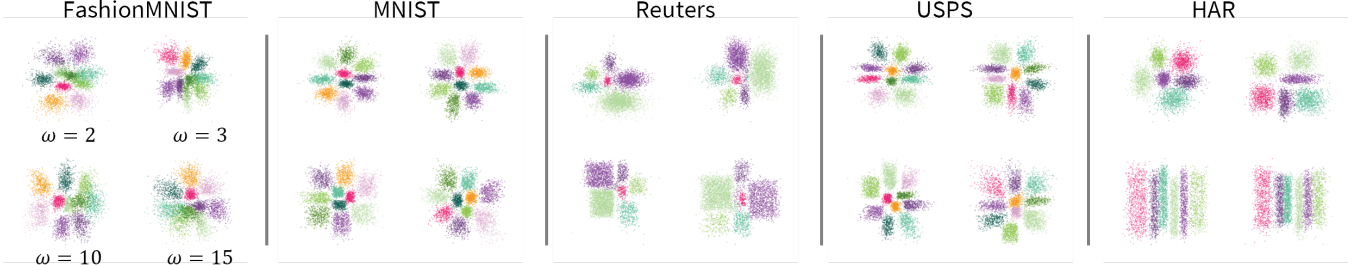 FashionMNIST MNIST Reuters USPS HAR
ω = 2 ω = 3
ω = 10 ω = 15